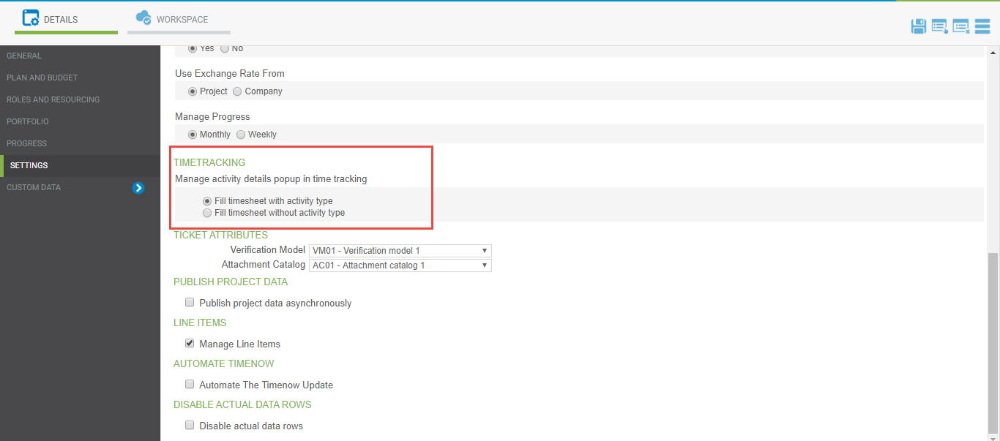 DETAILS
WORKSPACE
GENERAL
PLAN AND BUDGET
ROLES AND RESOURCING
PORTFOLIO
PROGRESS
SETTINGS
CUSTOM DATA
Yes No
Use Exchange Rate From
Project Company
Manage Progress
Monthly Weekly
TIMETRACKING
Manage activity details popup in time tracking
Fill timesheet with activity type
Fill timesheet without activity type
TICKET ATTRIBUTES
Verification Model VM01 - Verification model 1
Attachment Catalog AC01 - Attachment catalog 1
PUBLISH PROJECT DATA
Publish project data asynchronously
LINE ITEMS
Manage Line Items
AUTOMATE TIMENOW
Automate The Timenow Update
DISABLE ACTUAL DATA ROWS
Disable actual data rows